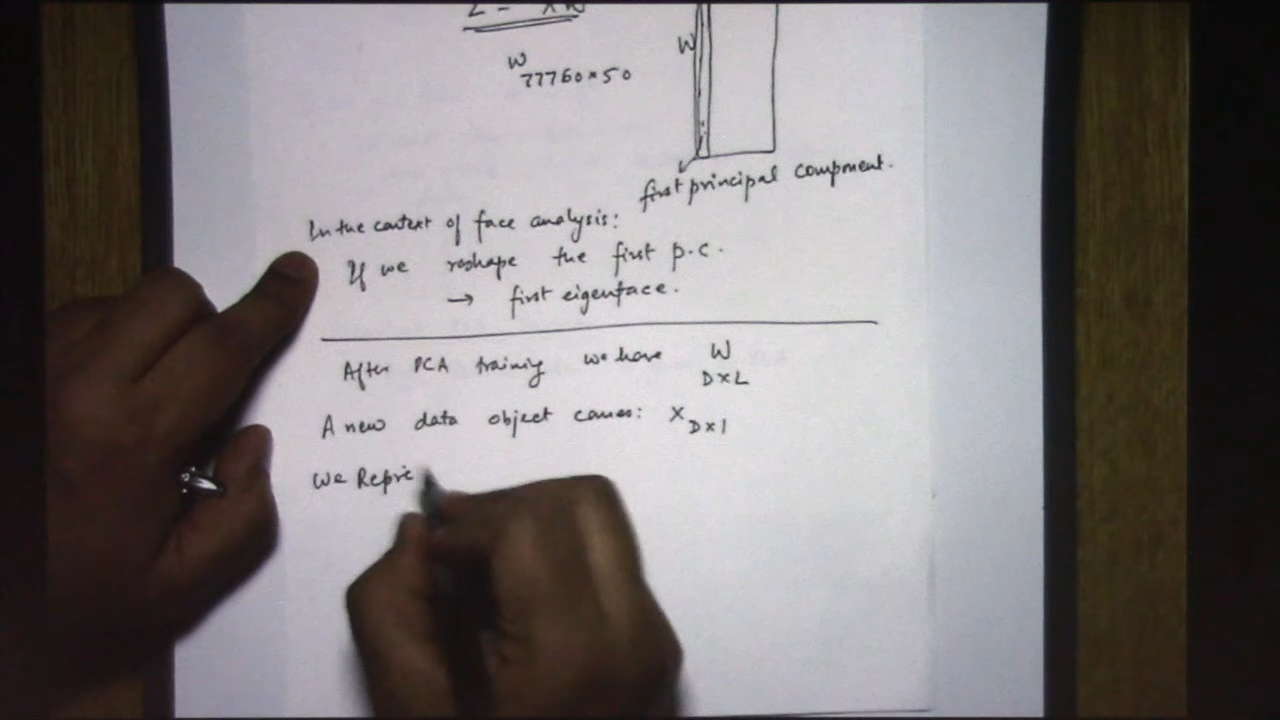 Z = XW
W
77760×50
W
first principal component.
In the context of face analysis:
If we reshape the first p.c.
→ first eigenface.
After PCA training we have W
D×L
A new data object comes: X
D×1
We Repre